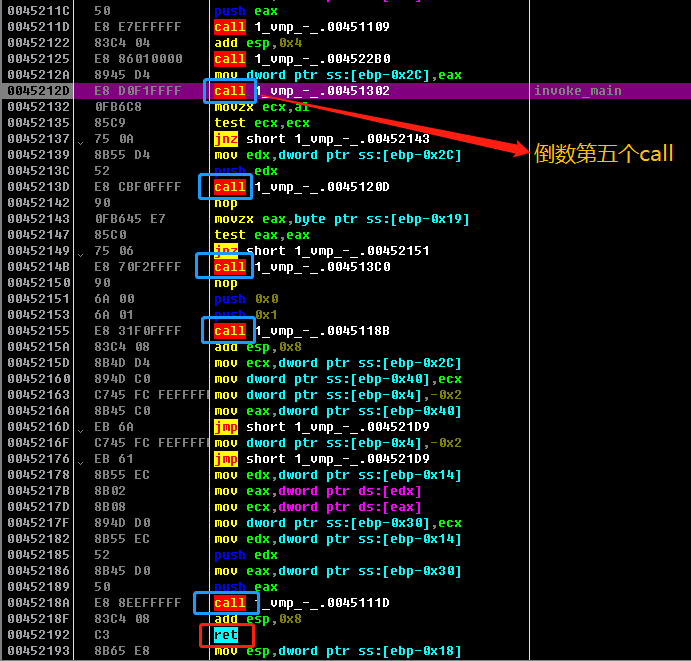 0045211C 50 push eax
0045211D E8 E7EFFFFF call 1_vmp_-_.00451109
00452122 83C4 04 add esp,0x4
00452125 E8 86010000 call 1_vmp_-_.004522B0
0045212A 8945 D4 mov dword ptr ss:[ebp-0x2C],eax
0045212D E8 D0F1FFFF call 1_vmp_-_.00451302 invoke_main
00452132 0FB6C8 movzx ecx,al
00452135 85C9 test ecx,ecx
00452137 75 0A jnz short 1_vmp_-_.00452143
00452139 8B55 D4 mov edx,dword ptr ss:[ebp-0x2C]
倒数第五个call
0045213C 52 push edx
0045213D E8 CBF0FFFF call 1_vmp_-_.0045120D
00452142 90 nop
00452143 0FB645 E7 movzx eax,byte ptr ss:[ebp-0x19]
00452147 85C0 test eax,eax
00452149 75 06 jnz short 1_vmp_-_.00452151
0045214B E8 70F2FFFF call 1_vmp_-_.004513C0
00452150 90 nop
00452151 6A 00 push 0x0
00452153 6A 01 push 0x1
00452155 E8 31F0FFFF call 1_vmp_-_.0045118B
0045215A 83C4 08 add esp,0x8
0045215D 8B4D D4 mov ecx,dword ptr ss:[ebp-0x2C]
00452160 894D C0 mov dword ptr ss:[ebp-0x40],ecx
00452163 C745 FC FEFFFFF mov dword ptr ss:[ebp-0x4],-0x2
0045216A 8B45 C0 mov eax,dword ptr ss:[ebp-0x40]
0045216D EB 6A jmp short 1_vmp_-_.004521D9
0045216F C745 FC FEFFFFF mov dword ptr ss:[ebp-0x4],-0x2
00452176 EB 61 jmp short 1_vmp_-_.004521D9
00452178 8B55 EC mov edx,dword ptr ss:[ebp-0x14]
0045217B 8B02 mov eax,dword ptr ds:[edx]
0045217D 8B08 mov ecx,dword ptr ds:[eax]
0045217F 894D D0 mov dword ptr ss:[ebp-0x30],ecx
00452182 8B55 EC mov edx,dword ptr ss:[ebp-0x14]
00452185 52 push edx
00452186 8B45 D0 mov eax,dword ptr ss:[ebp-0x30]
00452189 50 push eax
0045218A E8 8EEFFFFF call 1_vmp_-_.0045111D
0045218F 83C4 08 add esp,0x8
00452192 C3 ret
00452193 8B65 E8 mov esp,dword ptr ss:[ebp-0x18]